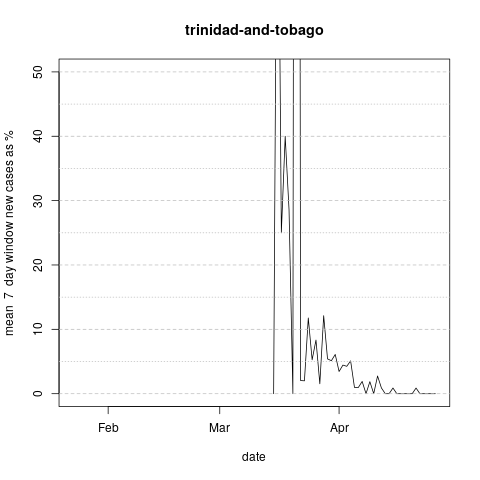 trinidad-and-tobago
mean 7 day window new cases as %
50
40
30
20
10
0
Feb
Mar
Apr
date